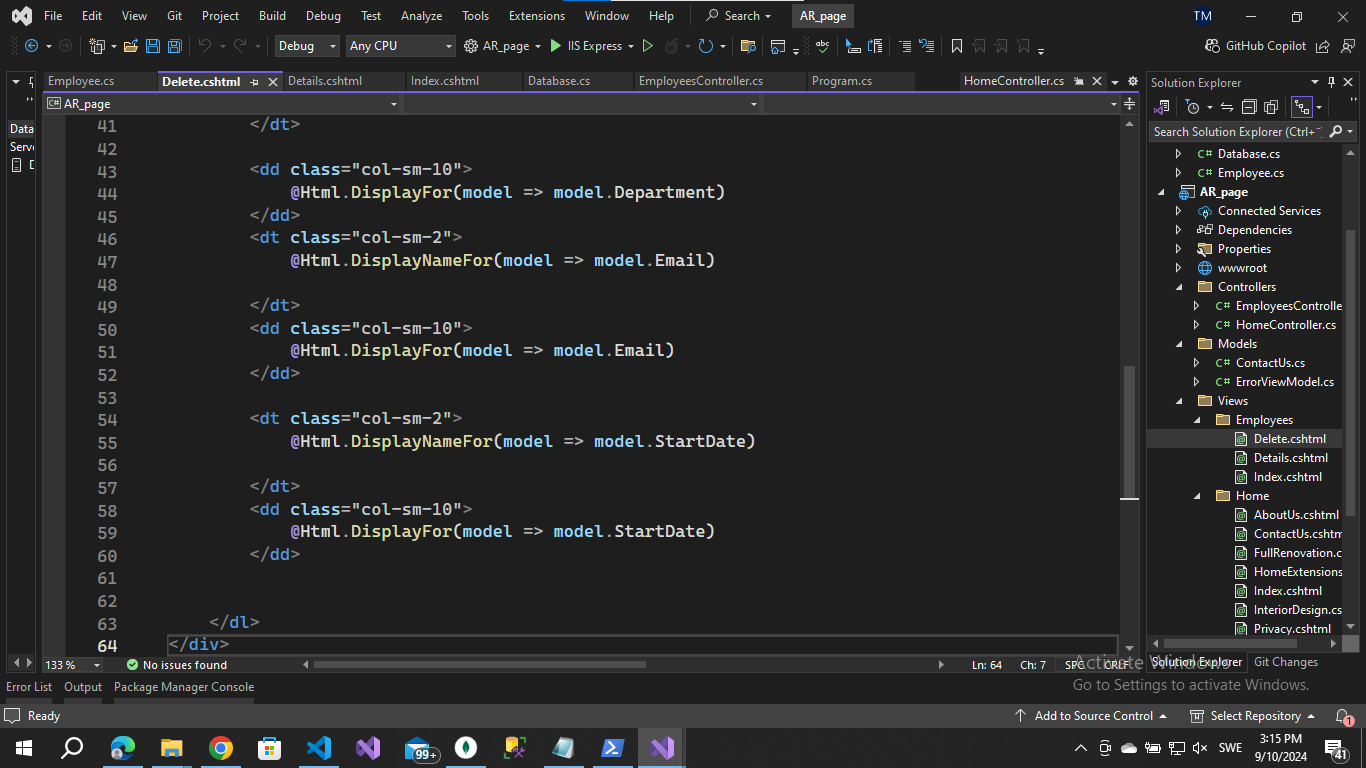 File Edit View Git Project Build Debug Test Analyze Tools Extensions Window Help Search AR_page TM
Debug Any CPU AR_page IIS Express abc GitHub Copilot
Employee.cs Delete.cshtml Details.cshtml Index.cshtml Database.cs EmployeesController.cs Program.cs HomeController.cs
C# AR_page
41 </dt>
42
43 <dd class="col-sm-10">
44 @Html.DisplayFor(model => model.Department)
45 </dd>
46 <dt class="col-sm-2">
47 @Html.DisplayNameFor(model => model.Email)
48
49 </dt>
50 <dd class="col-sm-10">
51 @Html.DisplayFor(model => model.Email)
52 </dd>
53
54 <dt class="col-sm-2">
55 @Html.DisplayNameFor(model => model.StartDate)
56
57 </dt>
58 <dd class="col-sm-10">
59 @Html.DisplayFor(model => model.StartDate)
60 </dd>
61
62
63 </dl>
64 </div>
133 % No issues found Ln: 64 Ch: 7 SPC CRLF
Data
Serv
Solution Explorer
Search Solution Explorer (Ctrl+
C# Database.cs
C# Employee.cs
AR_page
Connected Services
Dependencies
Properties
wwwroot
Controllers
C# EmployeesControlle
C# HomeController.cs
Models
C# ContactUs.cs
C# ErrorViewModel.cs
Views
Employees
Delete.cshtml
Details.cshtml
Index.cshtml
Home
AboutUs.cshtml
ContactUs.cshtm
FullRenovation.c
HomeExtensions
Index.cshtml
InteriorDesign.cs
Privacy.cshtml
Solution Explorer Git Changes
Activate Windows
Go to Settings to activate Windows.
Error List Output Package Manager Console
Ready Add to Source Control Select Repository 1
99+ SWE 3:15 PM
9/10/2024 41